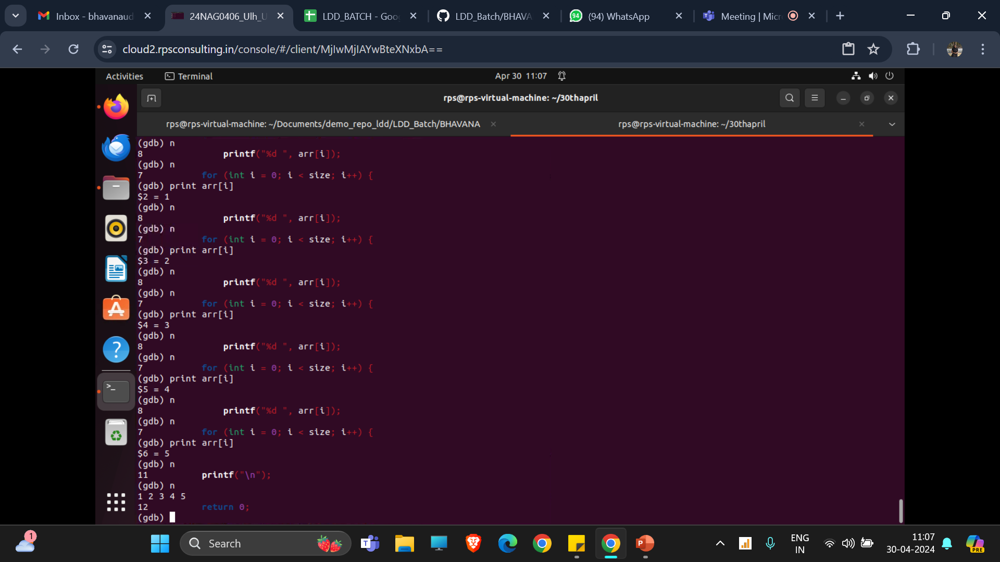 Inbox - bhavanaud
24NAG0406_Ulh_U
LDD_BATCH - Goo
LDD_Batch/BHAVA
94
(94) WhatsApp
Meeting | Micr
cloud2.rpsconsulting.in/console/#/client/MjIwMjIAYwBteXNxbA==
Activities
Terminal
Apr 30 11:07
rps@rps-virtual-machine: ~/30thapril
rps@rps-virtual-machine: ~/Documents/demo_repo_ldd/LDD_Batch/BHAVANA
rps@rps-virtual-machine: ~/30thapril
(gdb) n
8 printf("%d ", arr[i]);
(gdb) n
7 for (int i = 0; i < size; i++) {
(gdb) print arr[i]
$2 = 1
(gdb) n
8 printf("%d ", arr[i]);
(gdb) n
7 for (int i = 0; i < size; i++) {
(gdb) print arr[i]
$3 = 2
(gdb) n
8 printf("%d ", arr[i]);
(gdb) n
7 for (int i = 0; i < size; i++) {
(gdb) print arr[i]
$4 = 3
(gdb) n
8 printf("%d ", arr[i]);
(gdb) n
7 for (int i = 0; i < size; i++) {
(gdb) print arr[i]
$5 = 4
(gdb) n
8 printf("%d ", arr[i]);
(gdb) n
7 for (int i = 0; i < size; i++) {
(gdb) print arr[i]
$6 = 5
(gdb) n
11 printf("\n");
(gdb) n
1 2 3 4 5
12 return 0;
(gdb)
1
Search
ENG
IN
11:07
30-04-2024
PRE